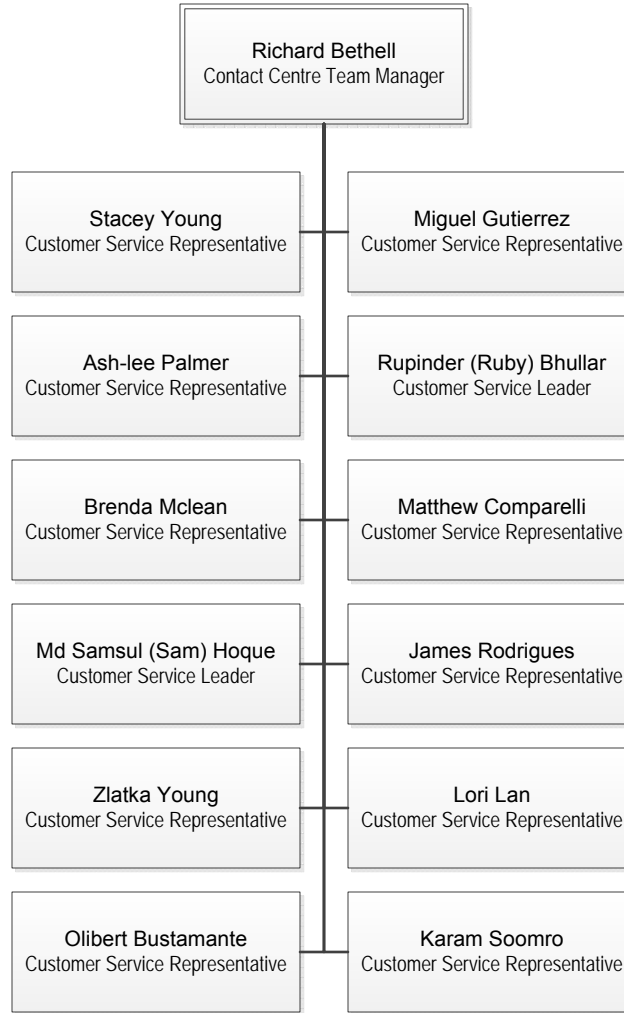 Richard Bethell
Contact Centre Team Manager
Stacey Young
Customer Service Representative
Miguel Gutierrez
Customer Service Representative
Ash-lee Palmer
Customer Service Representative
Rupinder (Ruby) Bhullar
Customer Service Leader
Brenda Mclean
Customer Service Representative
Matthew Comparelli
Customer Service Representative
Md Samsul (Sam) Hoque
Customer Service Leader
James Rodrigues
Customer Service Representative
Zlatka Young
Customer Service Representative
Lori Lan
Customer Service Representative
Olibert Bustamante
Customer Service Representative
Karam Soomro
Customer Service Representative